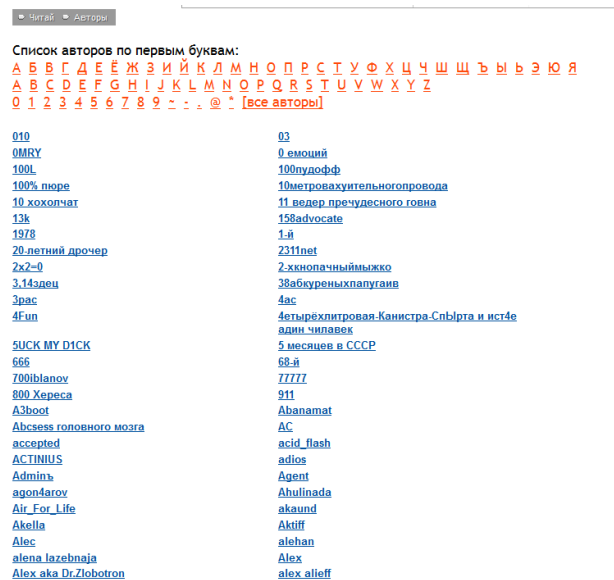 Читай Авторы
Список авторов по первым буквам:
А Б В Г Д Е Ё Ж З И Й К Л М Н О П Р С Т У Ф Х Ц Ч Ш Щ Ъ Ы Ь Э Ю Я
A B C D E F G H I J K L M N O P Q R S T U V W X Y Z
0 1 2 3 4 5 6 7 8 9 ~ - . @ * [все авторы]
010 03
0MRY 0 емоций
100L 100пудофф
100% пюре 10метровахуительногопровода
10 хохолчат 11 ведер пречудесного говна
13k 158advocate
1978 1-й
20-летний дрочер 2311net
2x2=0 2-хкнопачныймыжко
3,14здец 38абкуреныхпапугаив
3рас 4ас
4Fun 4етырёхлитровая-Канистра-СпЫрта и ист4е
адин чилавек
5UCK MY D1CK 5 месяцев в СССР
666 68-й
700iblanov 77777
800 Хереса 911
A3boot Abanamat
Abcsess головного мозга AC
accepted acid_flash
ACTINIUS adios
Adminъ Agent
agon4arov Ahulinada
Air_For_Life akaund
Akella Aktiff
Alec alehan
alena lazebnaja Alex
Alex aka Dr.Zlobotron alex alieff